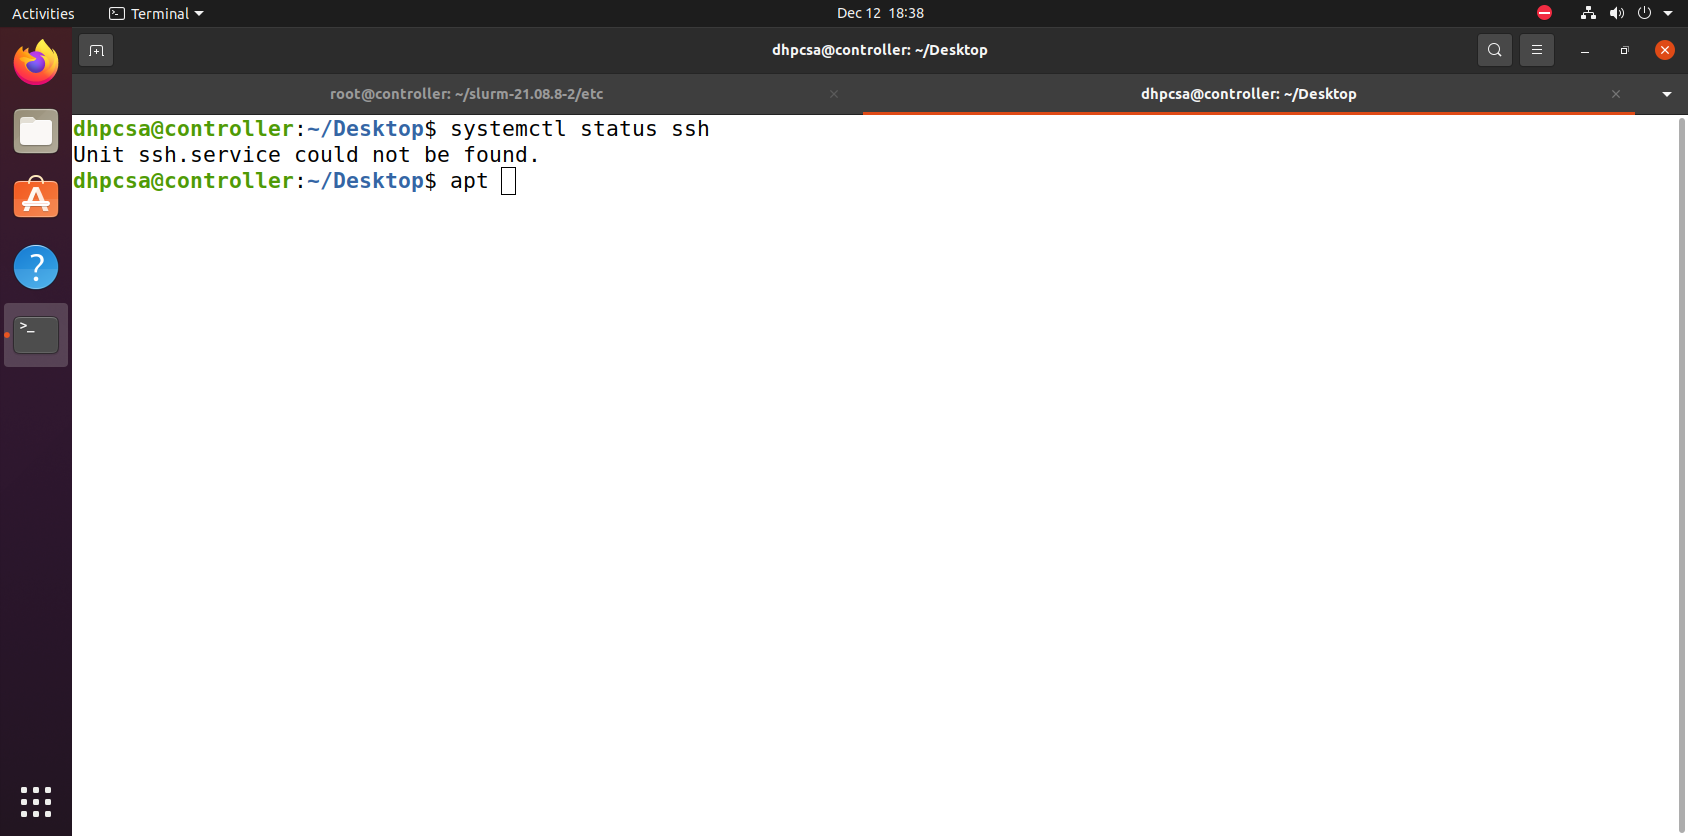 Activities Terminal Dec 12 18:38
dhpcsa@controller: ~/Desktop
root@controller: ~/slurm-21.08.8-2/etc dhpcsa@controller: ~/Desktop
dhpcsa@controller:~/Desktop$ systemctl status ssh
Unit ssh.service could not be found.
dhpcsa@controller:~/Desktop$ apt